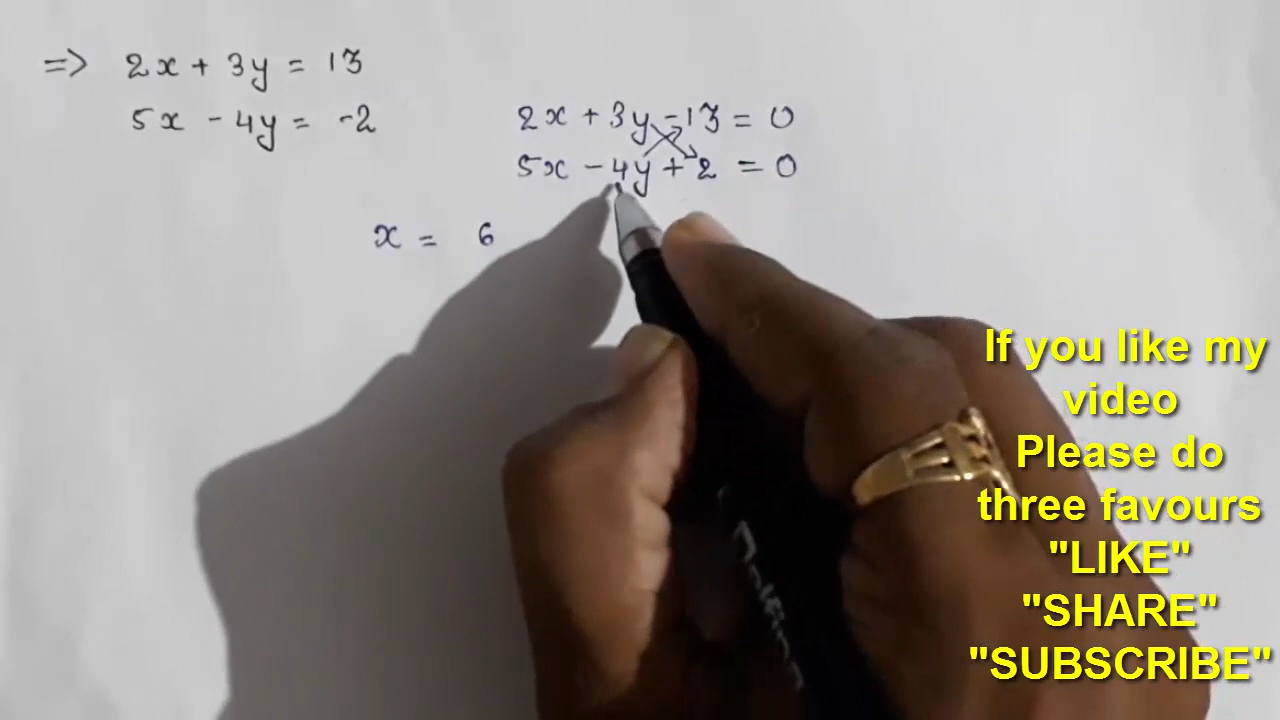 => 2x + 3y = 13
5x - 4y = -2
2x + 3y - 13 = 0
5x - 4y + 2 = 0
x = 6
If you like my
video
Please do
three favours
"LIKE"
"SHARE"
"SUBSCRIBE"